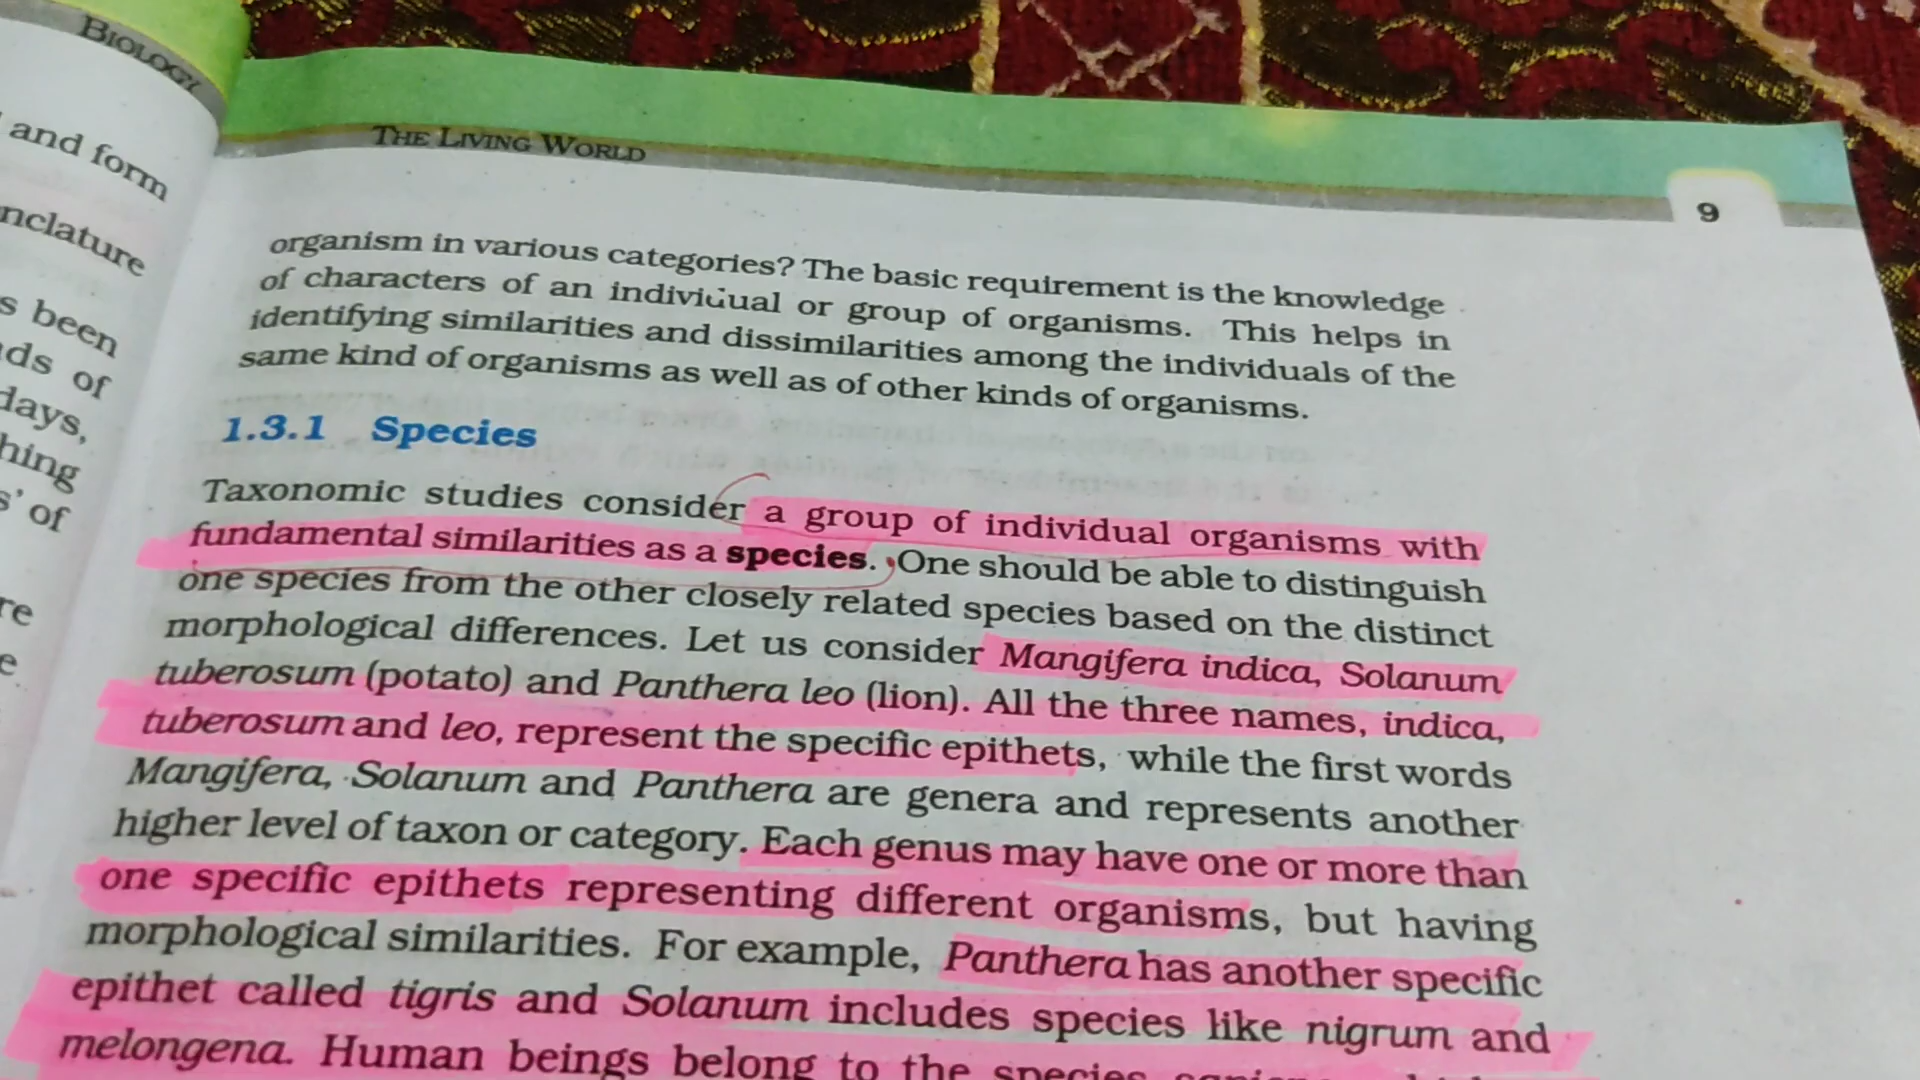 BIOLOGY
and form
nclature
s been
ds of
days,
hing
s' of
re
e
THE LIVING WORLD
9
organism in various categories? The basic requirement is the knowledge
of characters of an individual or group of organisms. This helps in
identifying similarities and dissimilarities among the individuals of the
same kind of organisms as well as of other kinds of organisms.
1.3.1 Species
Taxonomic studies consider a group of individual organisms with
fundamental similarities as a species. One should be able to distinguish
one species from the other closely related species based on the distinct
morphological differences. Let us consider Mangifera indica, Solanum
tuberosum (potato) and Panthera leo (lion). All the three names, indica,
tuberosum and leo, represent the specific epithets, while the first words
Mangifera, Solanum and Panthera are genera and represents another
higher level of taxon or category. Each genus may have one or more than
one specific epithets representing different organisms, but having
morphological similarities. For example, Panthera has another specific
epithet called tigris and Solanum includes species like nigrum and
melongena. Human beings belong to the species